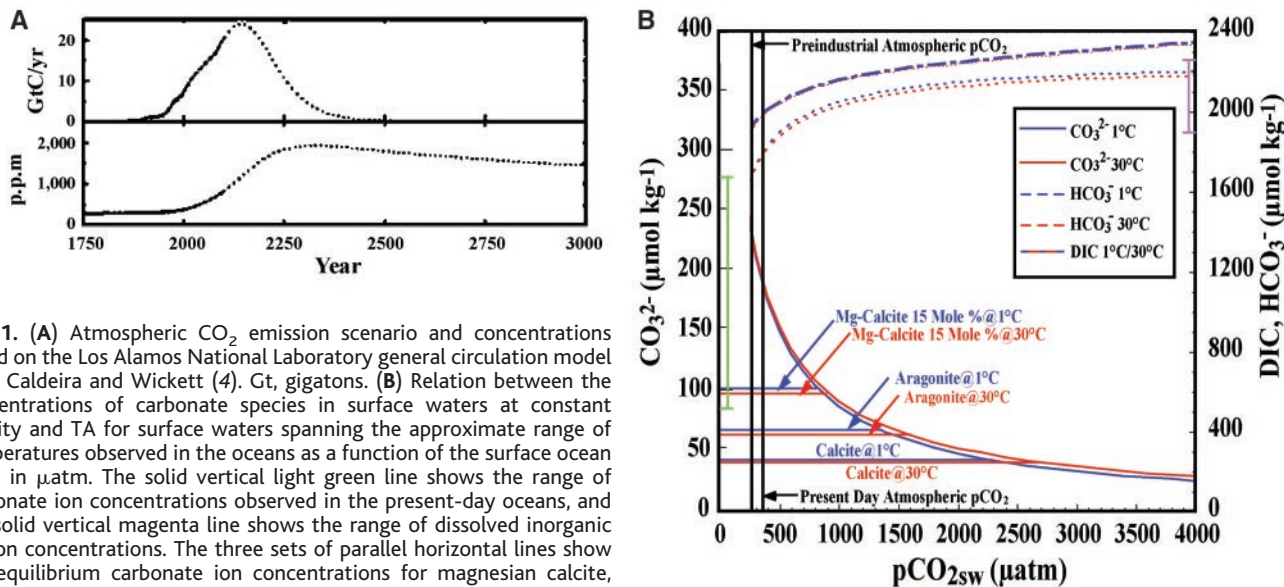 A
GtC/yr
20
10
0
p.p.m
2,000
1,000
0
1750
2000
2250
2500
2750
3000
Year
1. (A) Atmospheric CO₂ emission scenario and concentrations
on the Los Alamos National Laboratory general circulation model
Caldeira and Wickett (4). Gt, gigatons. (B) Relation between the
concentrations of carbonate species in surface waters at constant
and TA for surface waters spanning the approximate range of
observed in the oceans as a function of the surface ocean
in μatm. The solid vertical light green line shows the range of
ion concentrations observed in the present-day oceans, and
solid vertical magenta line shows the range of dissolved inorganic
concentrations. The three sets of parallel horizontal lines show
equilibrium carbonate ion concentrations for magnesian calcite,
B
CO₃²⁻ (μmol kg⁻¹)
400
350
300
250
200
150
100
50
0
Preindustrial Atmospheric pCO₂
CO₃²⁻ 1°C
CO₃²⁻ 30°C
HCO₃⁻ 1°C
HCO₃⁻ 30°C
DIC 1°C/30°C
Mg-Calcite 15 Mole %@1°C
Mg-Calcite 15 Mole %@30°C
Aragonite@1°C
Aragonite@30°C
Calcite@1°C
Calcite@30°C
Present Day Atmospheric pCO₂
0
500
1000
1500
2000
2500
3000
3500
4000
pCO₂sw (μatm)
2400
2000
1600
1200
800
400
0
DIC, HCO₃⁻ (μmol kg⁻¹)